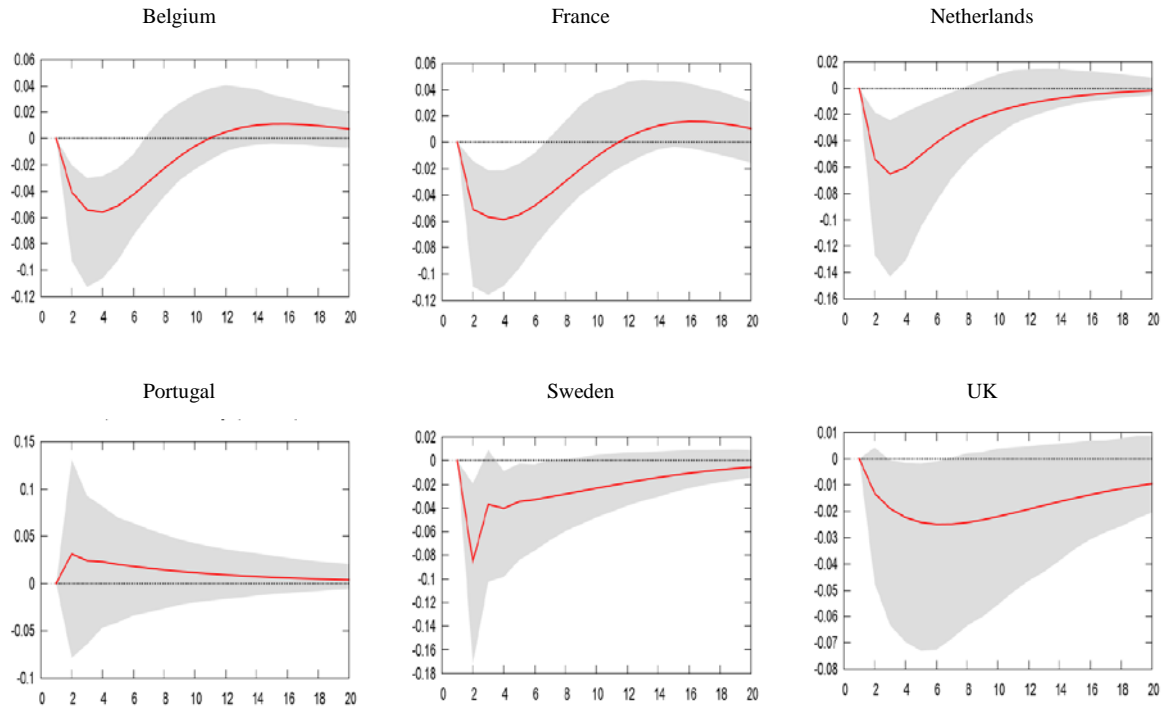 Belgium France Netherlands
0.06 0.06 0.02
0.04 0.04 0
0.02 0.02 -0.02
0 0 -0.04
-0.02 -0.02 -0.06
-0.04 -0.04 -0.08
-0.06 -0.06 -0.1
-0.08 -0.08 -0.12
-0.1 -0.1 -0.14
-0.12 -0.12 -0.16
0 2 4 6 8 10 12 14 16 18 20 0 2 4 6 8 10 12 14 16 18 20 0 2 4 6 8 10 12 14 16 18 20
Portugal Sweden UK
0.15 0.02 0.01
0.1 0 0
0.05 -0.02 -0.01
0 -0.04 -0.02
-0.05 -0.06 -0.03
-0.1 -0.08 -0.04
-0.1 -0.05
-0.12 -0.06
-0.14 -0.07
-0.16 -0.08
-0.18
0 2 4 6 8 10 12 14 16 18 20 0 2 4 6 8 10 12 14 16 18 20 0 2 4 6 8 10 12 14 16 18 20